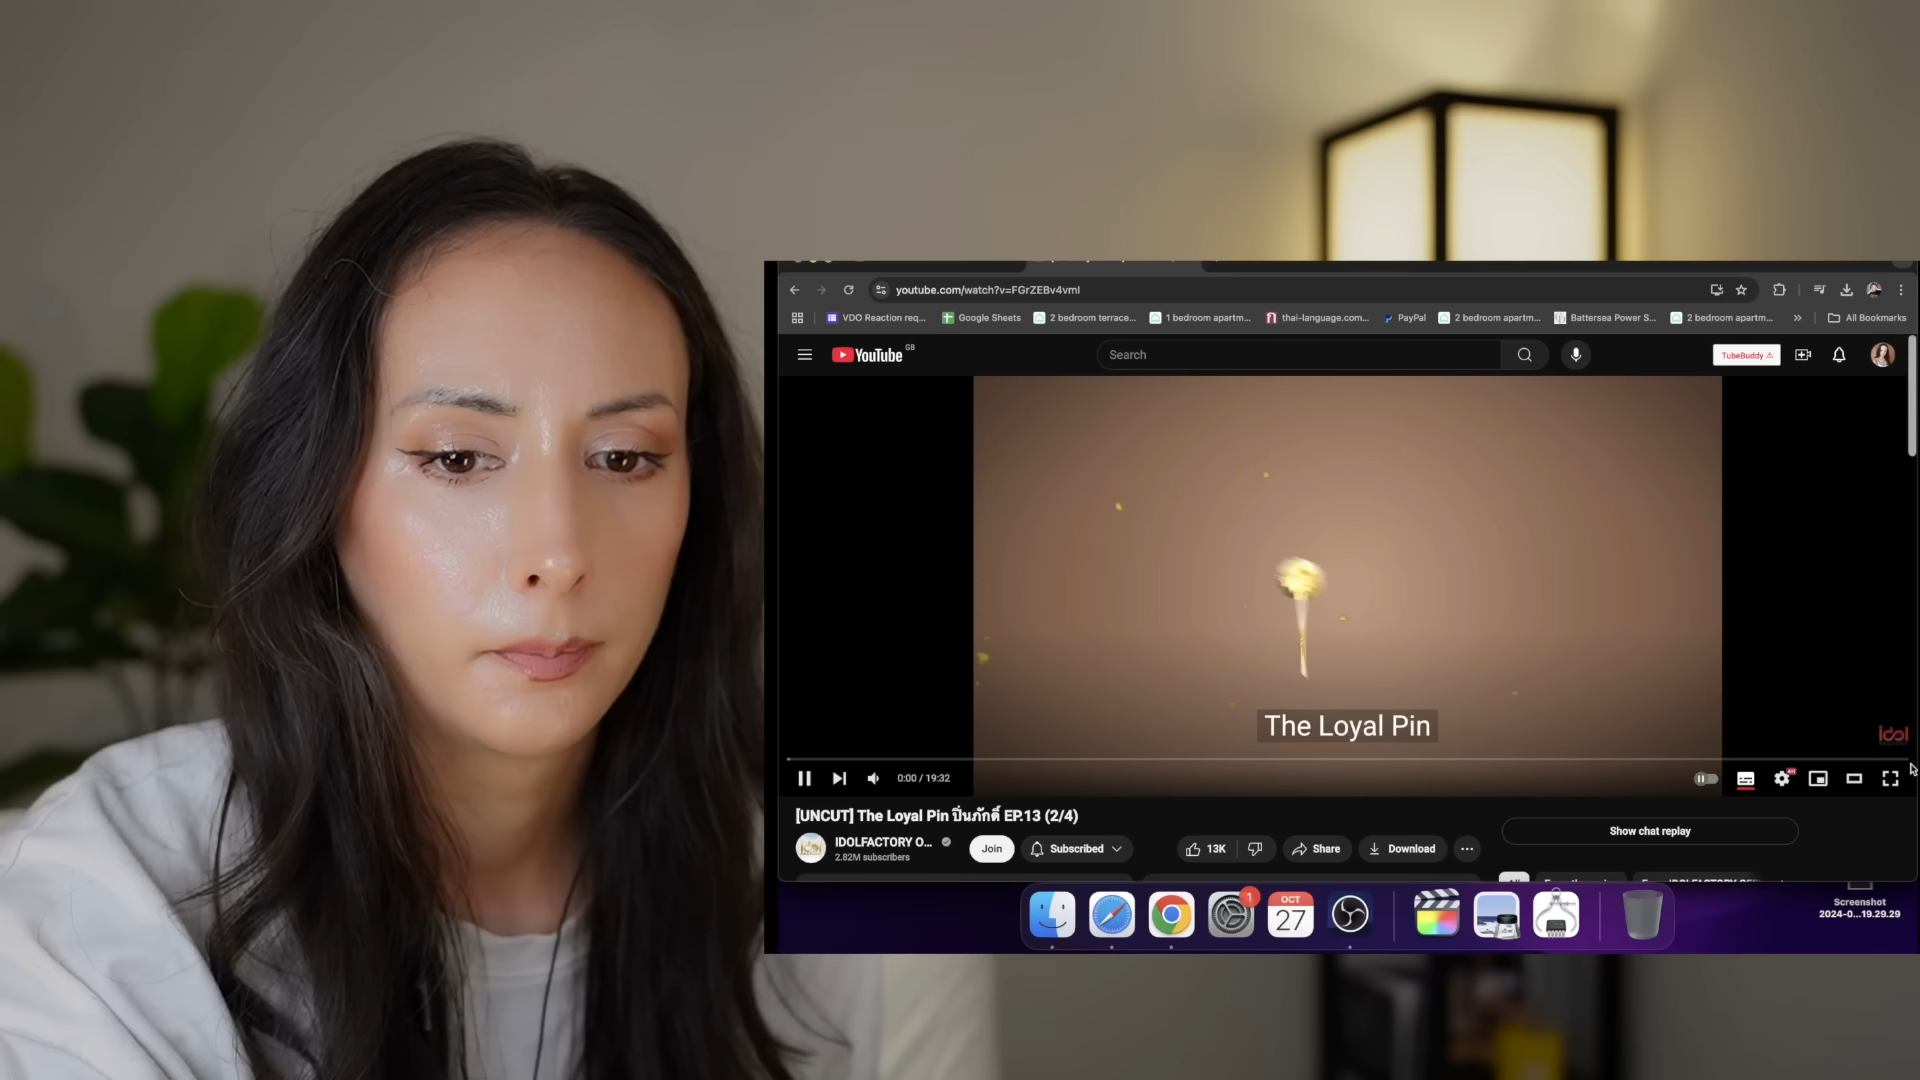 youtube.com/watch?v=FGrZEBv4vmI
VDO Reaction req...
Google Sheets
2 bedroom terrace...
1 bedroom apartm...
thai-language.com...
PayPal
2 bedroom apartm...
Battersea Power S...
2 bedroom apartm...
All Bookmarks
YouTube GB
Search
TubeBuddy
The Loyal Pin
idol
0:00 / 19:32
[UNCUT] The Loyal Pin ปิ่นภักดิ์ EP.13 (2/4)
IDOLFACTORY O...
2.82M subscribers
Join
Subscribed
13K
Share
Download
Show chat replay
1
OCT
27
Screenshot
2024-0...19.29.29